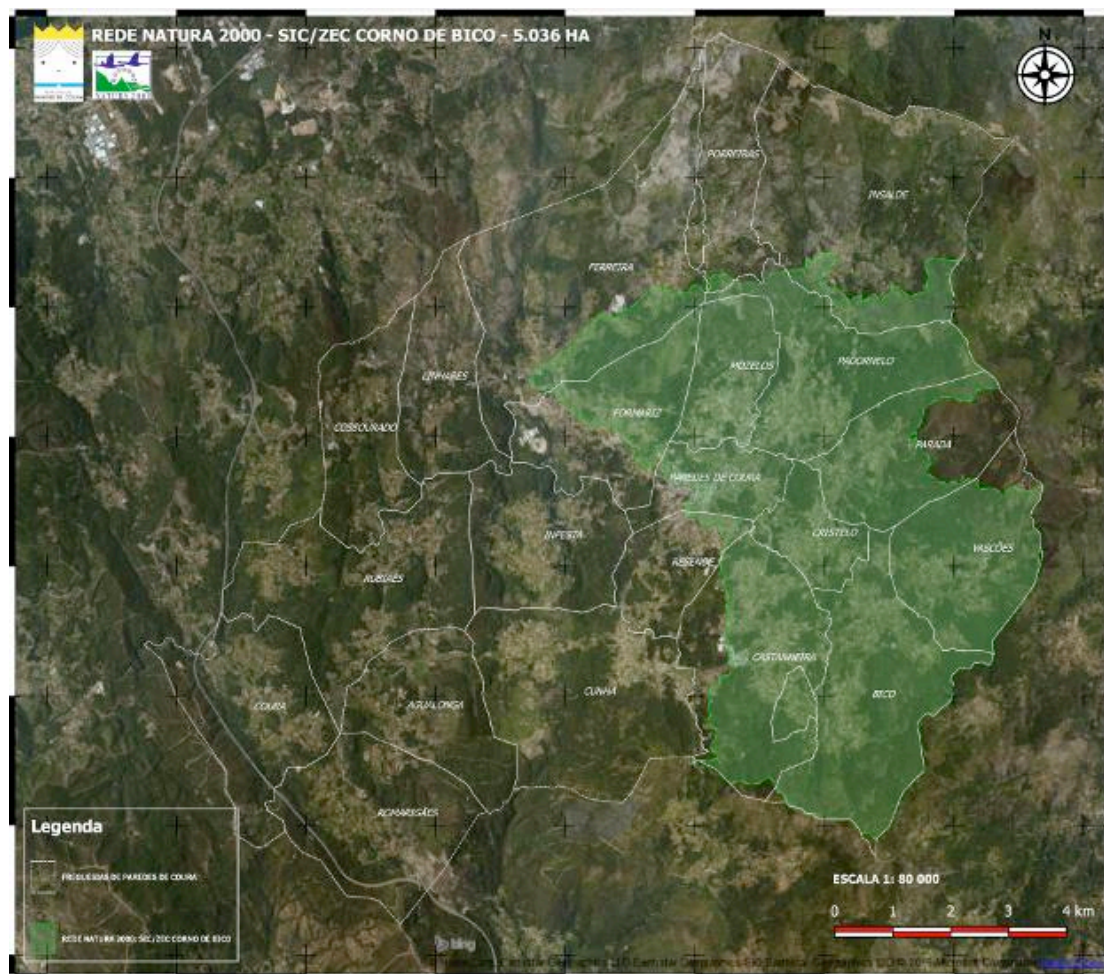 REDE NATURA 2000 - SIC/ZEC CORNO DE BICO - 5.036 HA
N
PORREIRAS
INSALDE
FERREIRA
MOZELOS
PADORNELO
LINHARES
FORMARIZ
COSSOURADO
PARADA
PAREDES DE COURA
INFESTA
CRISTELO
VASCÕES
RESENDE
RUBIÃES
CASTANHEIRA
CUNHA
BICO
COURA
AGUALONGA
ROMARIGÃES
Legenda
FREGUESIAS DE PAREDES DE COURA
REDE NATURA 2000: SIC/ZEC CORNO DE BICO
ESCALA 1: 80 000
0 1 2 3 4 km
bing